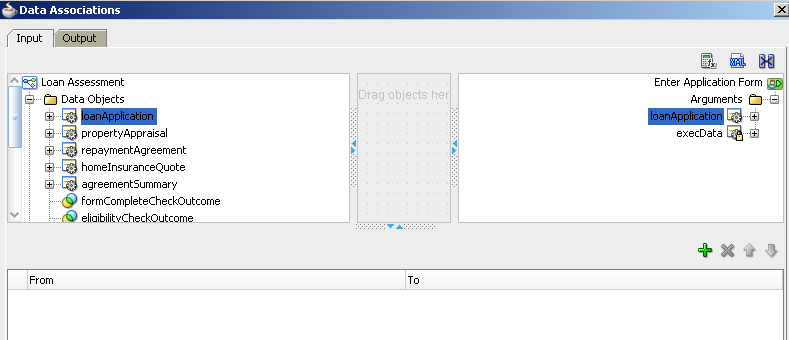 Data Associations
Input Output
Loan Assessment
Data Objects
loanApplication
propertyAppraisal
repaymentAgreement
homeInsuranceQuote
agreementSummary
formCompleteCheckOutcome
eligibilityCheckOutcome
Drag objects her
XML
Enter Application Form
Arguments
loanApplication
execData
From To